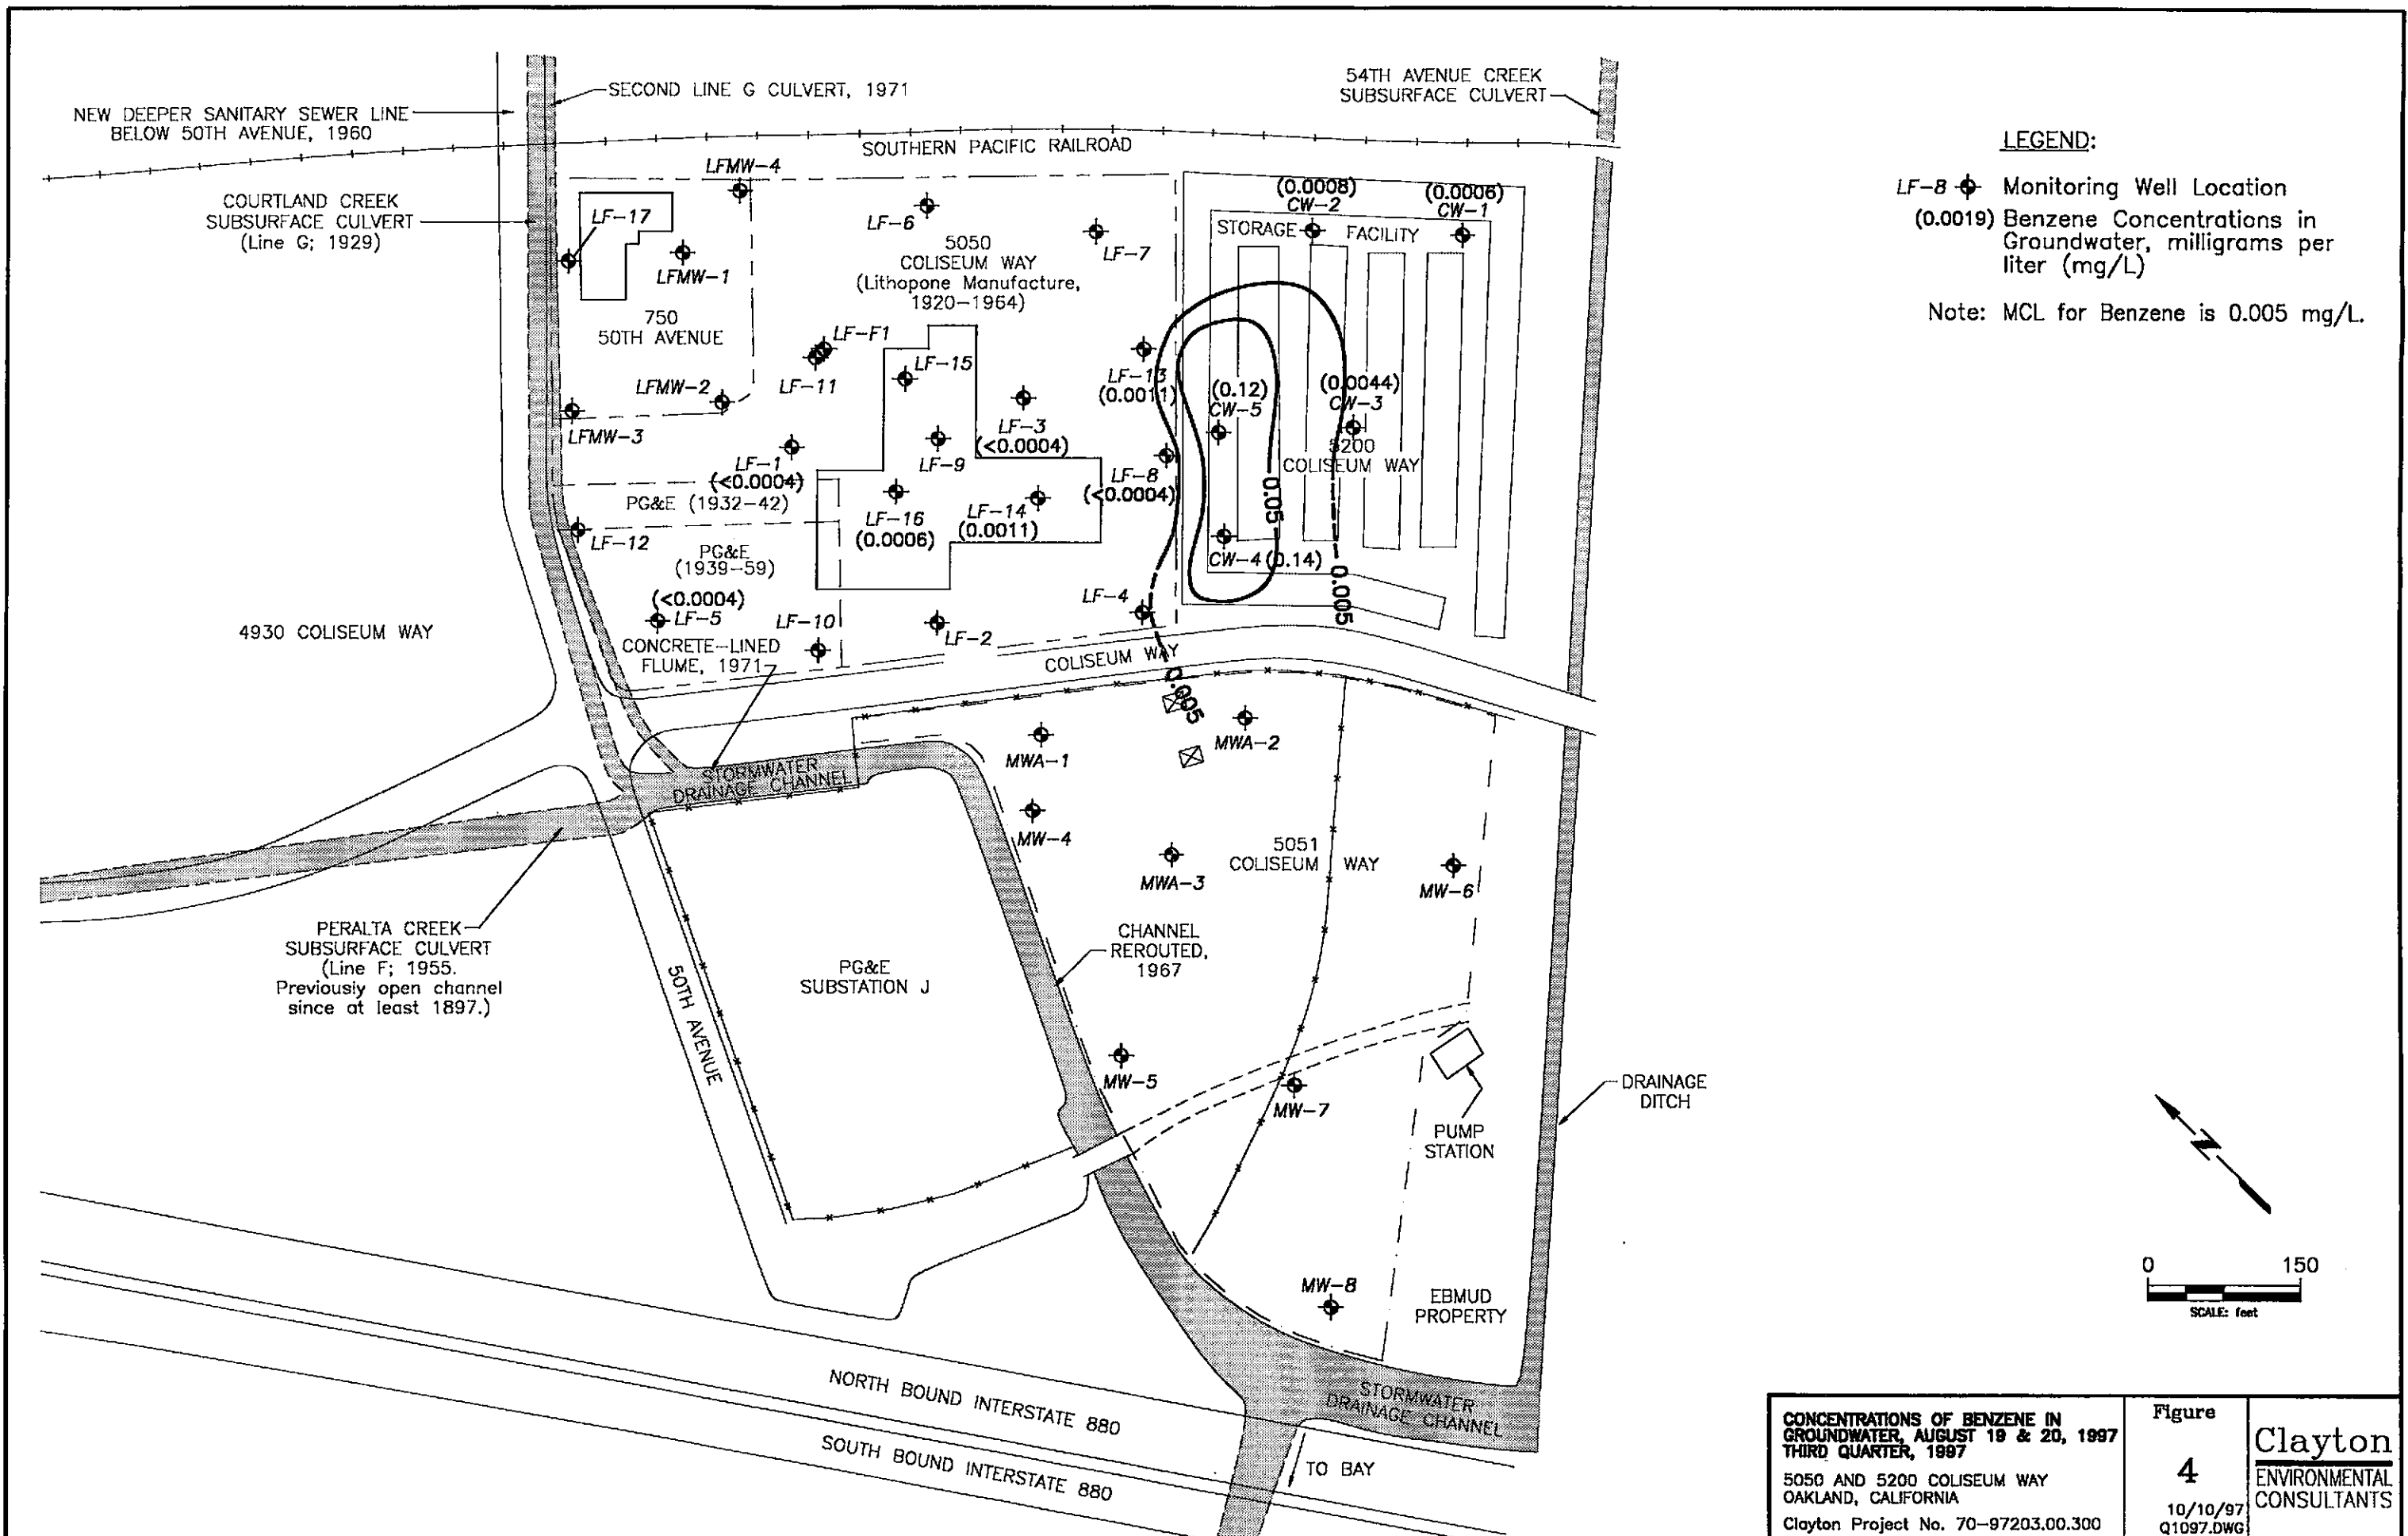 NEW DEEPER SANITARY SEWER LINE
BELOW 50TH AVENUE, 1960
SECOND LINE G CULVERT, 1971
54TH AVENUE CREEK
SUBSURFACE CULVERT
SOUTHERN PACIFIC RAILROAD
COURTLAND CREEK
SUBSURFACE CULVERT
(Line G; 1929)
LFMW-4
LF-17
LFMW-1
LF-6
LF-7
5050
COLISEUM WAY
(Lithopone Manufacture,
1920-1964)
(0.0008)
CW-2
(0.0006)
CW-1
STORAGE
FACILITY
750
50TH AVENUE
LF-F1
LF-11
LF-15
LFMW-2
LFMW-3
LF-13
(0.0011)
(0.12)
CW-5
(0.0044)
CW-3
5200
COLISEUM WAY
LF-3
(<0.0004)
LF-9
LF-1
(<0.0004)
PG&E (1932-42)
LF-8
(<0.0004)
LF-16
(0.0006)
LF-14
(0.0011)
0.05
LF-12
PG&E
(1939-59)
CW-4 (0.14)
0.005
(<0.0004)
LF-5
LF-10
LF-2
LF-4
4930 COLISEUM WAY
CONCRETE-LINED
FLUME, 1971
COLISEUM WAY
0.005
MWA-1
MWA-2
STORMWATER
DRAINAGE CHANNEL
MW-4
MWA-3
5051
COLISEUM WAY
MW-6
PERALTA CREEK
SUBSURFACE CULVERT
(Line F; 1955.
Previously open channel
since at least 1897.)
50TH AVENUE
PG&E
SUBSTATION J
CHANNEL
REROUTED,
1967
MW-5
MW-7
PUMP
STATION
DRAINAGE
DITCH
MW-8
EBMUD
PROPERTY
NORTH BOUND INTERSTATE 880
SOUTH BOUND INTERSTATE 880
STORMWATER
DRAINAGE CHANNEL
TO BAY
LEGEND:
LF-8 Monitoring Well Location
(0.0019) Benzene Concentrations in
Groundwater, milligrams per
liter (mg/L)
Note: MCL for Benzene is 0.005 mg/L.
N
0 150
SCALE: feet
CONCENTRATIONS OF BENZENE IN
GROUNDWATER, AUGUST 19 & 20, 1997
THIRD QUARTER, 1997
5050 AND 5200 COLISEUM WAY
OAKLAND, CALIFORNIA
Clayton Project No. 70-97203.00.300
Figure
4
10/10/97
Q1097.DWG
Clayton
ENVIRONMENTAL
CONSULTANTS